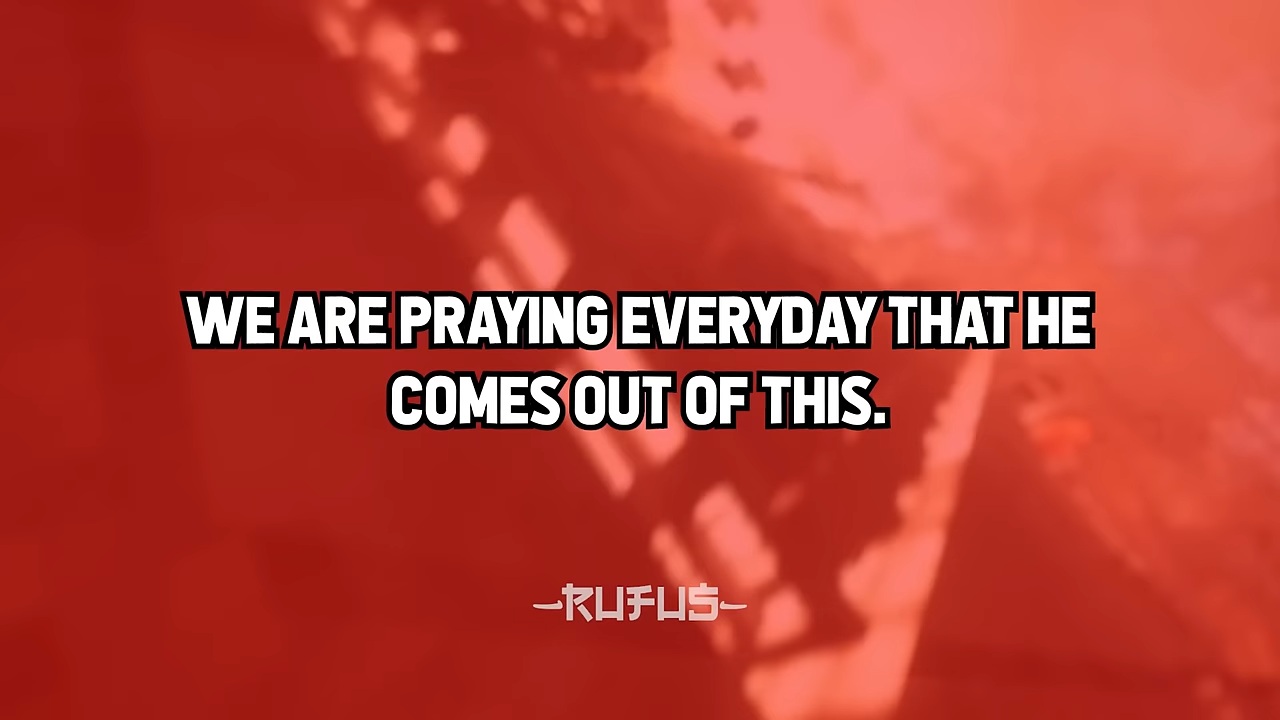 WE ARE PRAYING EVERYDAY THAT HE
COMES OUT OF THIS.
-RUFUS-